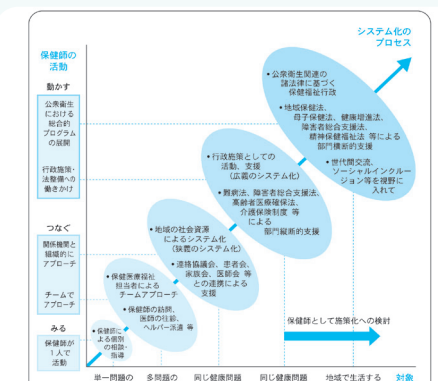 システム化の
プロセス
保健師の
活動
動かす
公衆衛生
における
総合的
プログラム
の展開
行政施策・
法整備への
働きかけ
つなぐ
関係機関と
組織的に
アプローチ
チームで
アプローチ
みる
保健師が
1人で
活動
• 公衆衛生関連の
諸法律に基づく
保健福祉行政
• 地域保健法、
母子保健法、健康増進法、
障害者総合支援法、
精神保健福祉法 等による
部門横断的支援
• 世代間交流、
ソーシャルインクルー
ジョン等を視野に
入れて
• 行政施策としての
活動、支援
(広義のシステム化)
• 難病法、障害者総合支援法、
高齢者医療確保法、
介護保険制度 等
による
部門縦断的支援
• 地域の社会資源
によるシステム化
(狭義のシステム化)
• 連絡協議会、患者会、
家族会、医師会 等
との連携による
支援
• 保健医療福祉
担当者による
チームアプローチ
• 保健師の訪問、
医師の往診、
ヘルパー派遣 等
• 保健師に
よる個別
の相談・
指導
保健師として施策化への検討
単一問題の
多問題の
同じ健康問題
同じ健康問題
地域で生活する
対象